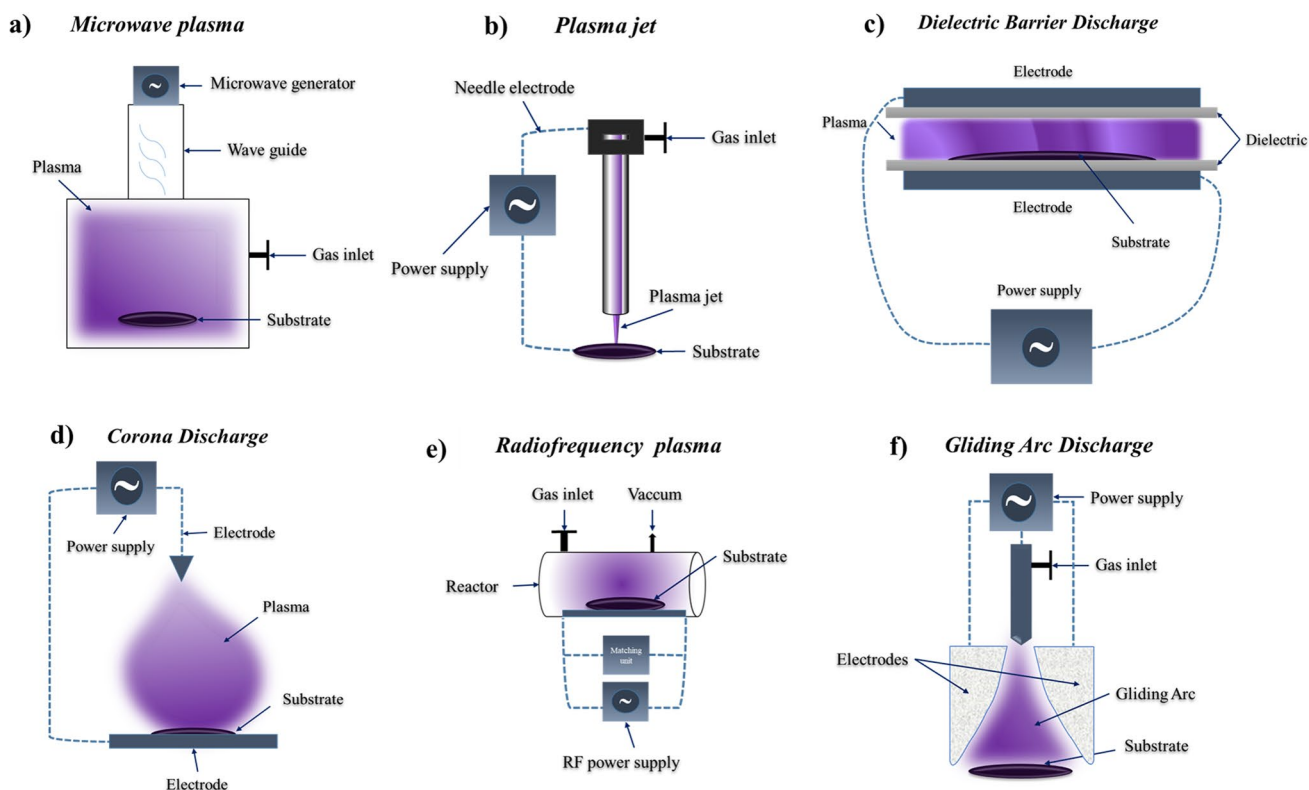 a)
Microwave plasma
Microwave generator
Wave guide
Plasma
Gas inlet
Substrate
b)
Plasma jet
Needle electrode
Gas inlet
Power supply
Plasma jet
Substrate
c)
Dielectric Barrier Discharge
Electrode
Plasma
Dielectric
Electrode
Substrate
Power supply
d)
Corona Discharge
Power supply
Electrode
Plasma
Substrate
Electrode
e)
Radiofrequency plasma
Gas inlet
Vaccum
Substrate
Reactor
Matching
unit
RF power supply
f)
Gliding Arc Discharge
Power supply
Gas inlet
Electrodes
Gliding Arc
Substrate